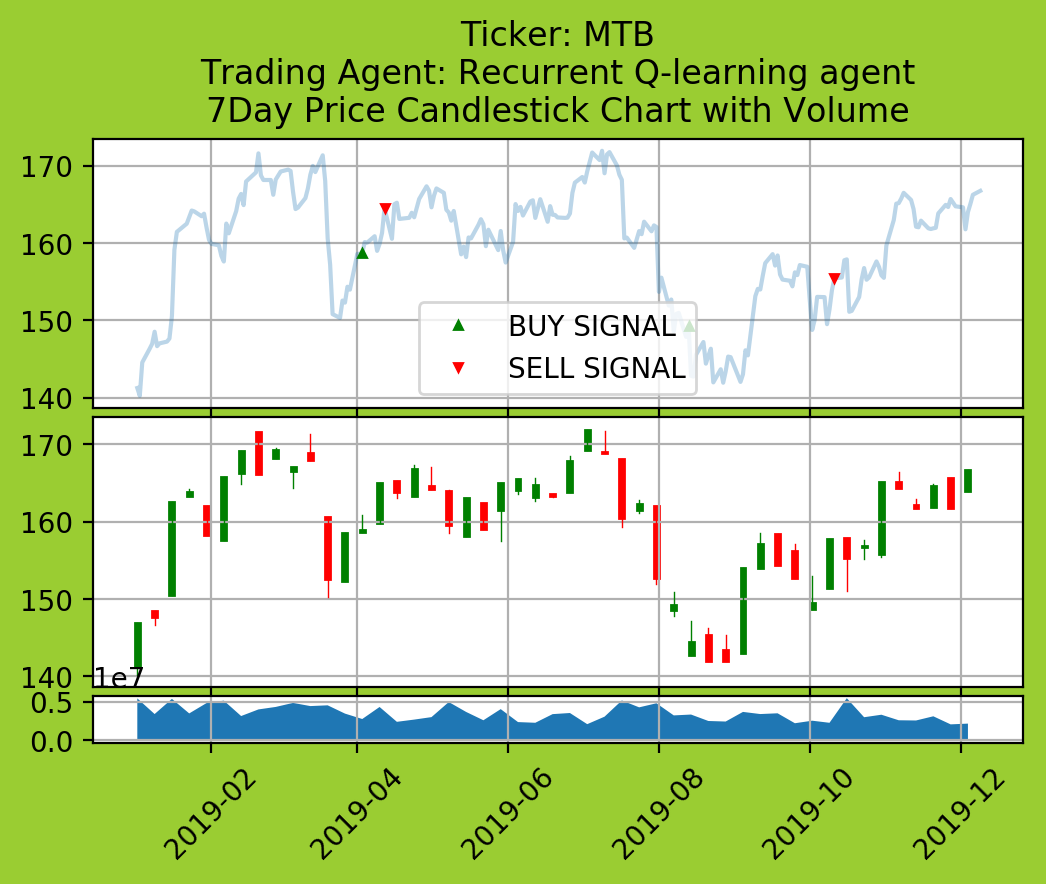 Ticker: MTB
Trading Agent: Recurrent Q-learning agent
7Day Price Candlestick Chart with Volume
170
160
150
140
BUY SIGNAL
SELL SIGNAL
170
160
150
140
1e7
0.5
0.0
2019-02
2019-04
2019-06
2019-08
2019-10
2019-12